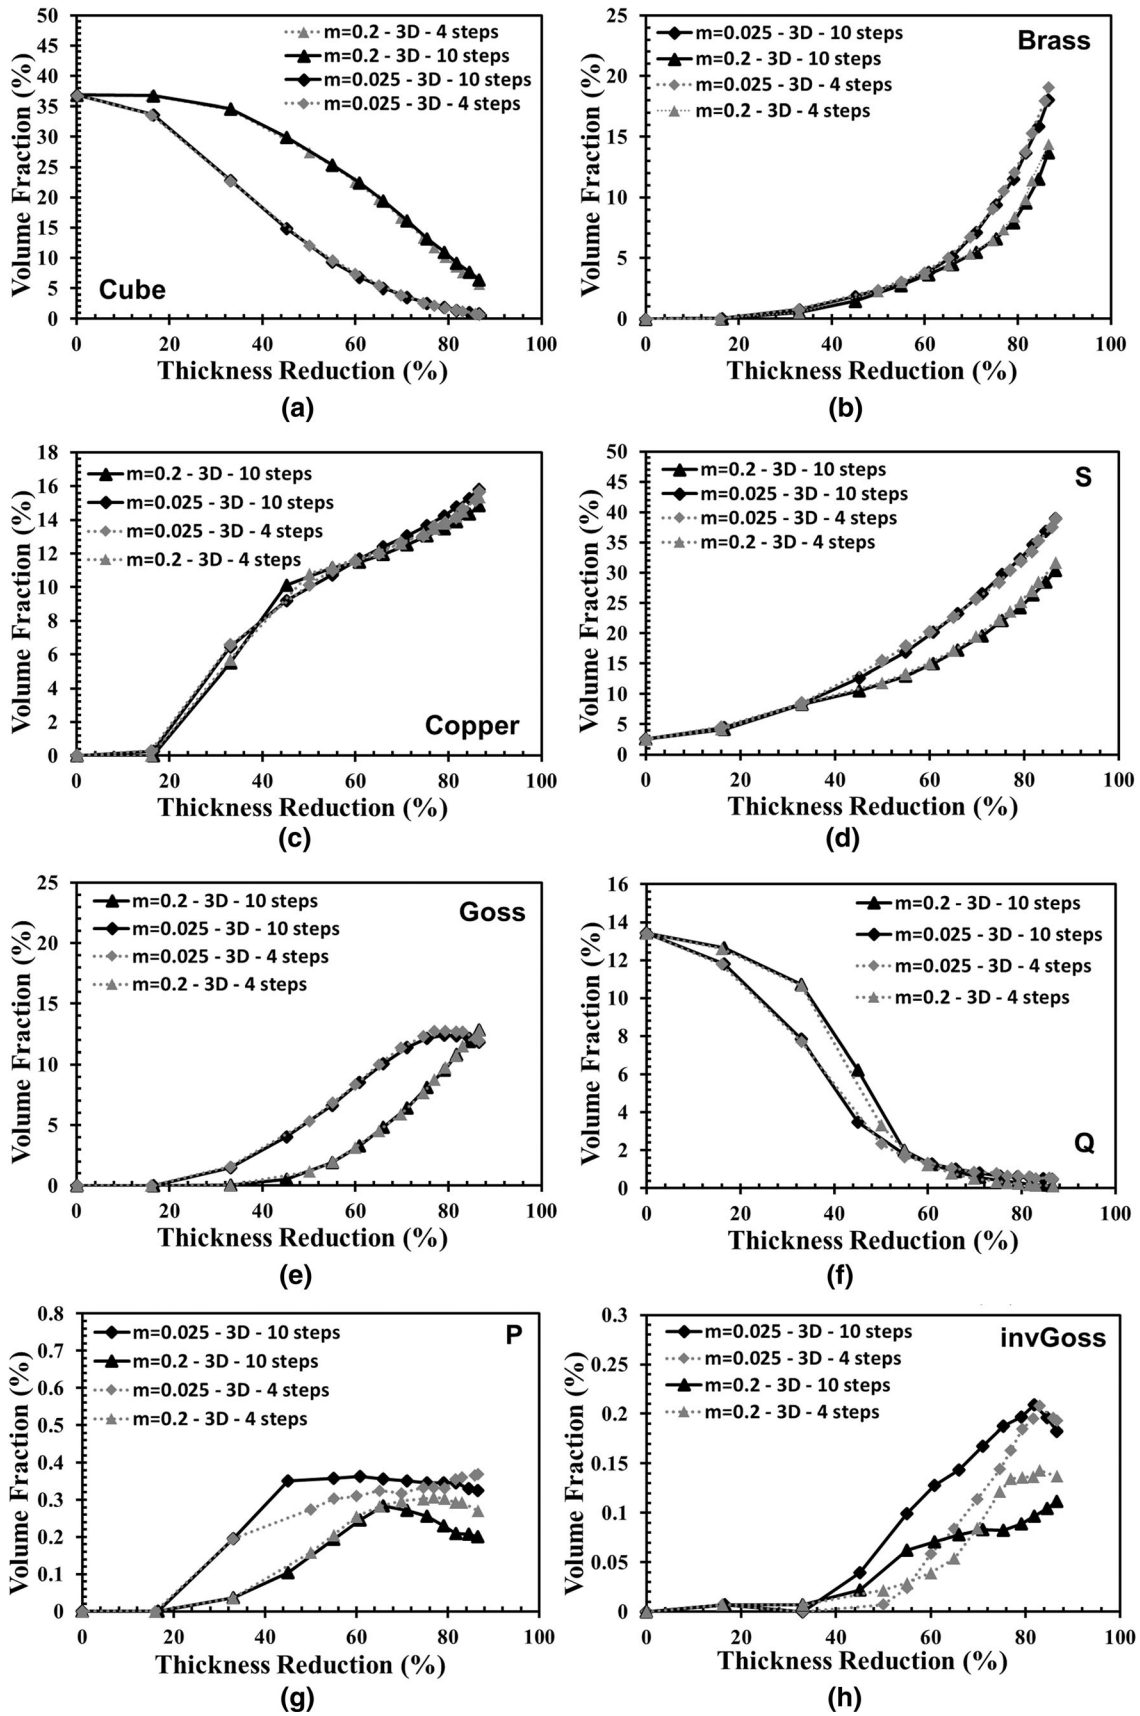 50
45
40
35
30
25
20
15
10
5
0
Volume Fraction (%)
m=0.2 - 3D - 4 steps
m=0.2 - 3D - 10 steps
m=0.025 - 3D - 10 steps
m=0.025 - 3D - 4 steps
Cube
0 20 40 60 80 100
Thickness Reduction (%)
(a)
25
20
15
10
5
0
Volume Fraction (%)
m=0.025 - 3D - 10 steps
m=0.2 - 3D - 10 steps
m=0.025 - 3D - 4 steps
m=0.2 - 3D - 4 steps
Brass
0 20 40 60 80 100
Thickness Reduction (%)
(b)
18
16
14
12
10
8
6
4
2
0
Volume Fraction (%)
m=0.2 - 3D - 10 steps
m=0.025 - 3D - 10 steps
m=0.025 - 3D - 4 steps
m=0.2 - 3D - 4 steps
Copper
0 20 40 60 80 100
Thickness Reduction (%)
(c)
50
45
40
35
30
25
20
15
10
5
0
Volume Fraction (%)
m=0.2 - 3D - 10 steps
m=0.025 - 3D - 10 steps
m=0.025 - 3D - 4 steps
m=0.2 - 3D - 4 steps
S
0 20 40 60 80 100
Thickness Reduction (%)
(d)
25
20
15
10
5
0
Volume Fraction (%)
m=0.2 - 3D - 10 steps
m=0.025 - 3D - 10 steps
m=0.025 - 3D - 4 steps
m=0.2 - 3D - 4 steps
Goss
0 20 40 60 80 100
Thickness Reduction (%)
(e)
16
14
12
10
8
6
4
2
0
Volume Fraction (%)
m=0.2 - 3D - 10 steps
m=0.025 - 3D - 10 steps
m=0.025 - 3D - 4 steps
m=0.2 - 3D - 4 steps
Q
0 20 40 60 80 100
Thickness Reduction (%)
(f)
0.8
0.7
0.6
0.5
0.4
0.3
0.2
0.1
0
Volume Fraction (%)
m=0.025 - 3D - 10 steps
m=0.2 - 3D - 10 steps
m=0.025 - 3D - 4 steps
m=0.2 - 3D - 4 steps
P
0 20 40 60 80 100
Thickness Reduction (%)
(g)
0.3
0.25
0.2
0.15
0.1
0.05
0
Volume Fraction (%)
m=0.025 - 3D - 10 steps
m=0.025 - 3D - 4 steps
m=0.2 - 3D - 10 steps
m=0.2 - 3D - 4 steps
invGoss
0 20 40 60 80 100
Thickness Reduction (%)
(h)